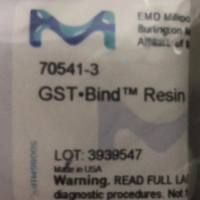 EMD Millipo
Burlington M
Affiliate of M
70541-3
GST•Bind™ Resin
LOT: 3939547
Made in USA
Warning. READ FULL LA
diagnostic procedures. Not f